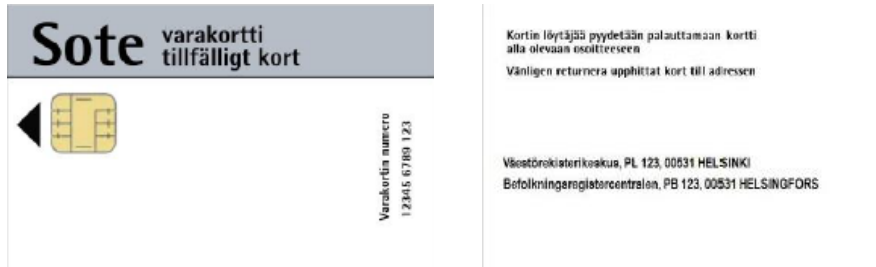 Sote varakortti
tillfälligt kort
Varakortin numero
12345 6789 123
Kortin löytäjää pyydetään palauttamaan kortti
alla olevaan osoitteeseen
Vänligen returnera upphittat kort till adressen
Väestörekisterikeskus, PL 123, 00531 HELSINKI
Befolkningsregistercentralen, PB 123, 00531 HELSINGFORS